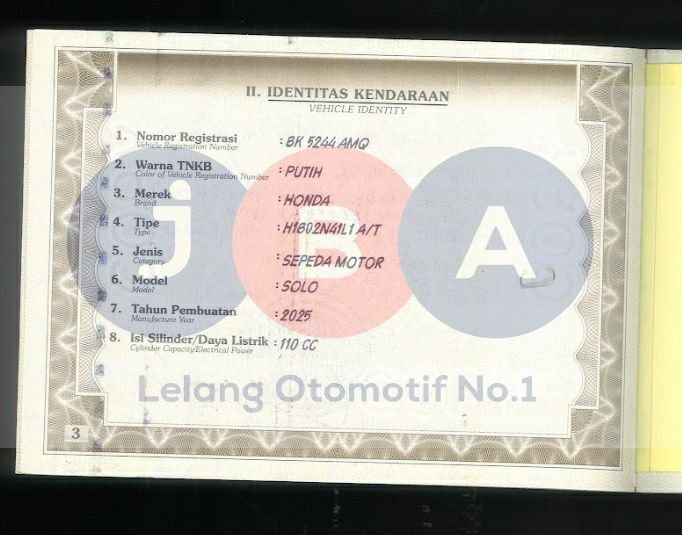 II. IDENTITAS KENDARAAN
VEHICLE IDENTITY
1. Nomor Registrasi : BK 5244 AMQ
Vehicle Registration Number
2. Warna TNKB : PUTIH
Color of Vehicle Registration Number
3. Merek : HONDA
Brand
4. Tipe : H1B02N41L1 A/T
Type
5. Jenis : SEPEDA MOTOR
Category
6. Model : SOLO
Model
7. Tahun Pembuatan : 2025
Manufacture Year
8. Isi Silinder/Daya Listrik : 110 CC
Cylinder Capacity/Electrical Power
jBA
Lelang Otomotif No.1
3